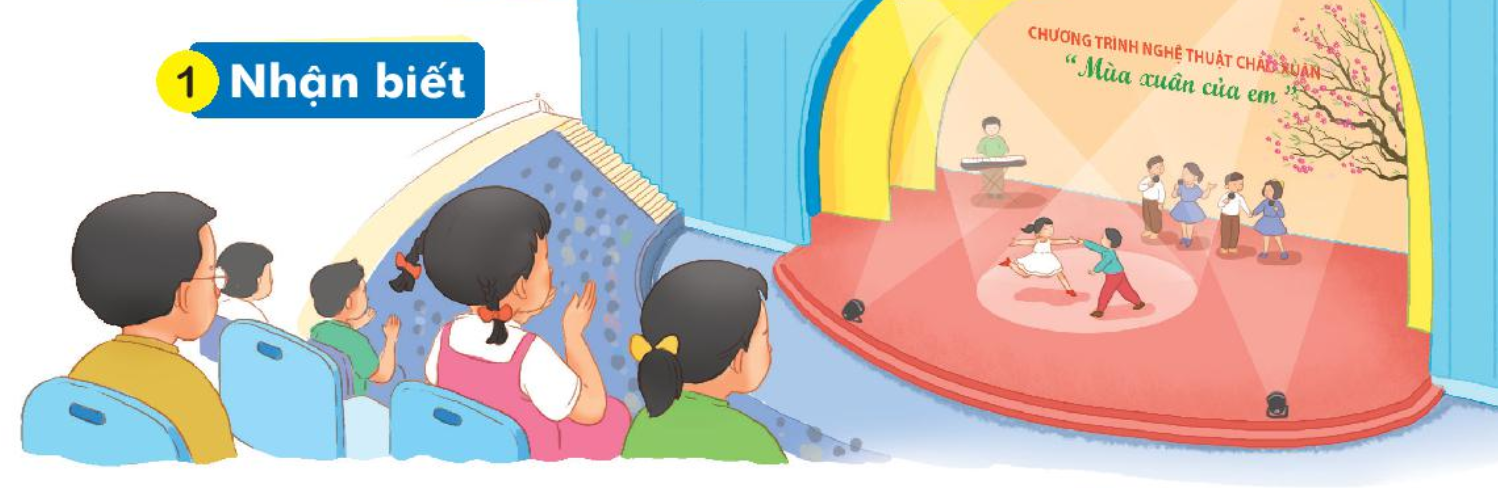 1 Nhận biết
CHƯƠNG TRÌNH NGHỆ THUẬT CHÀO XUÂN
“Mùa xuân của em”